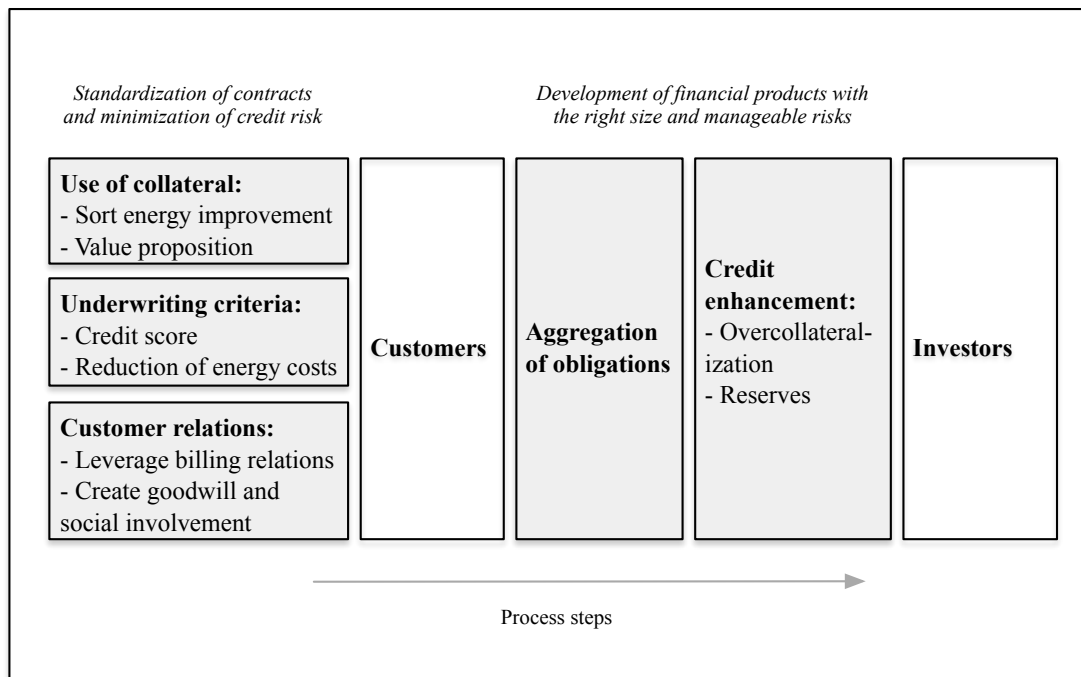 Standardization of contracts
and minimization of credit risk
Development of financial products with
the right size and manageable risks
Use of collateral:
- Sort energy improvement
- Value proposition
Underwriting criteria:
- Credit score
- Reduction of energy costs
Customer relations:
- Leverage billing relations
- Create goodwill and
social involvement
Customers
Aggregation
of obligations
Credit
enhancement:
- Overcollateral-
ization
- Reserves
Investors
Process steps